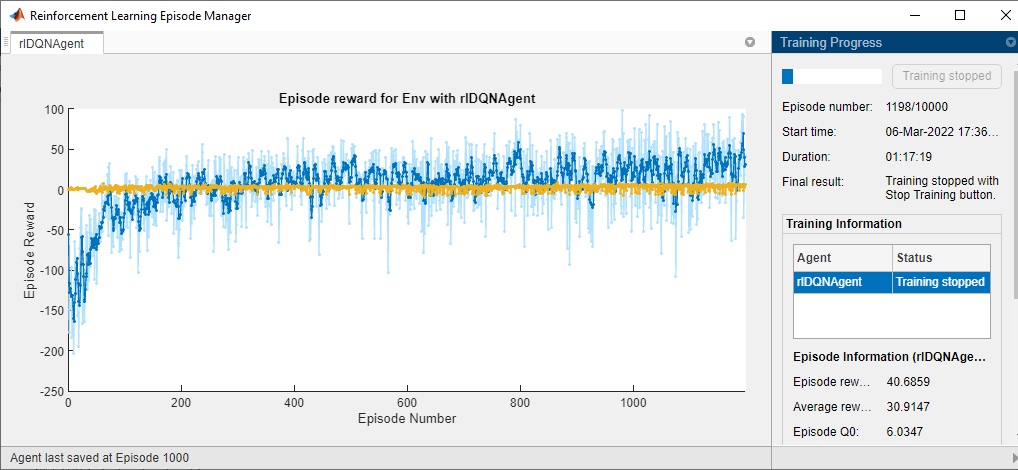 Reinforcement Learning Episode Manager
rlDQNAgent
Training Progress
Episode reward for Env with rlDQNAgent
100
50
0
-50
-100
-150
-200
-250
Episode Reward
0
200
400
600
800
1000
Episode Number
Training stopped
Episode number: 1198/10000
Start time: 06-Mar-2022 17:36...
Duration: 01:17:19
Final result: Training stopped with
Stop Training button.
Training Information
Agent Status
rlDQNAgent Training stopped
Episode Information (rlDQNAge...
Episode rew... 40.6859
Average rew... 30.9147
Episode Q0: 6.0347
Agent last saved at Episode 1000